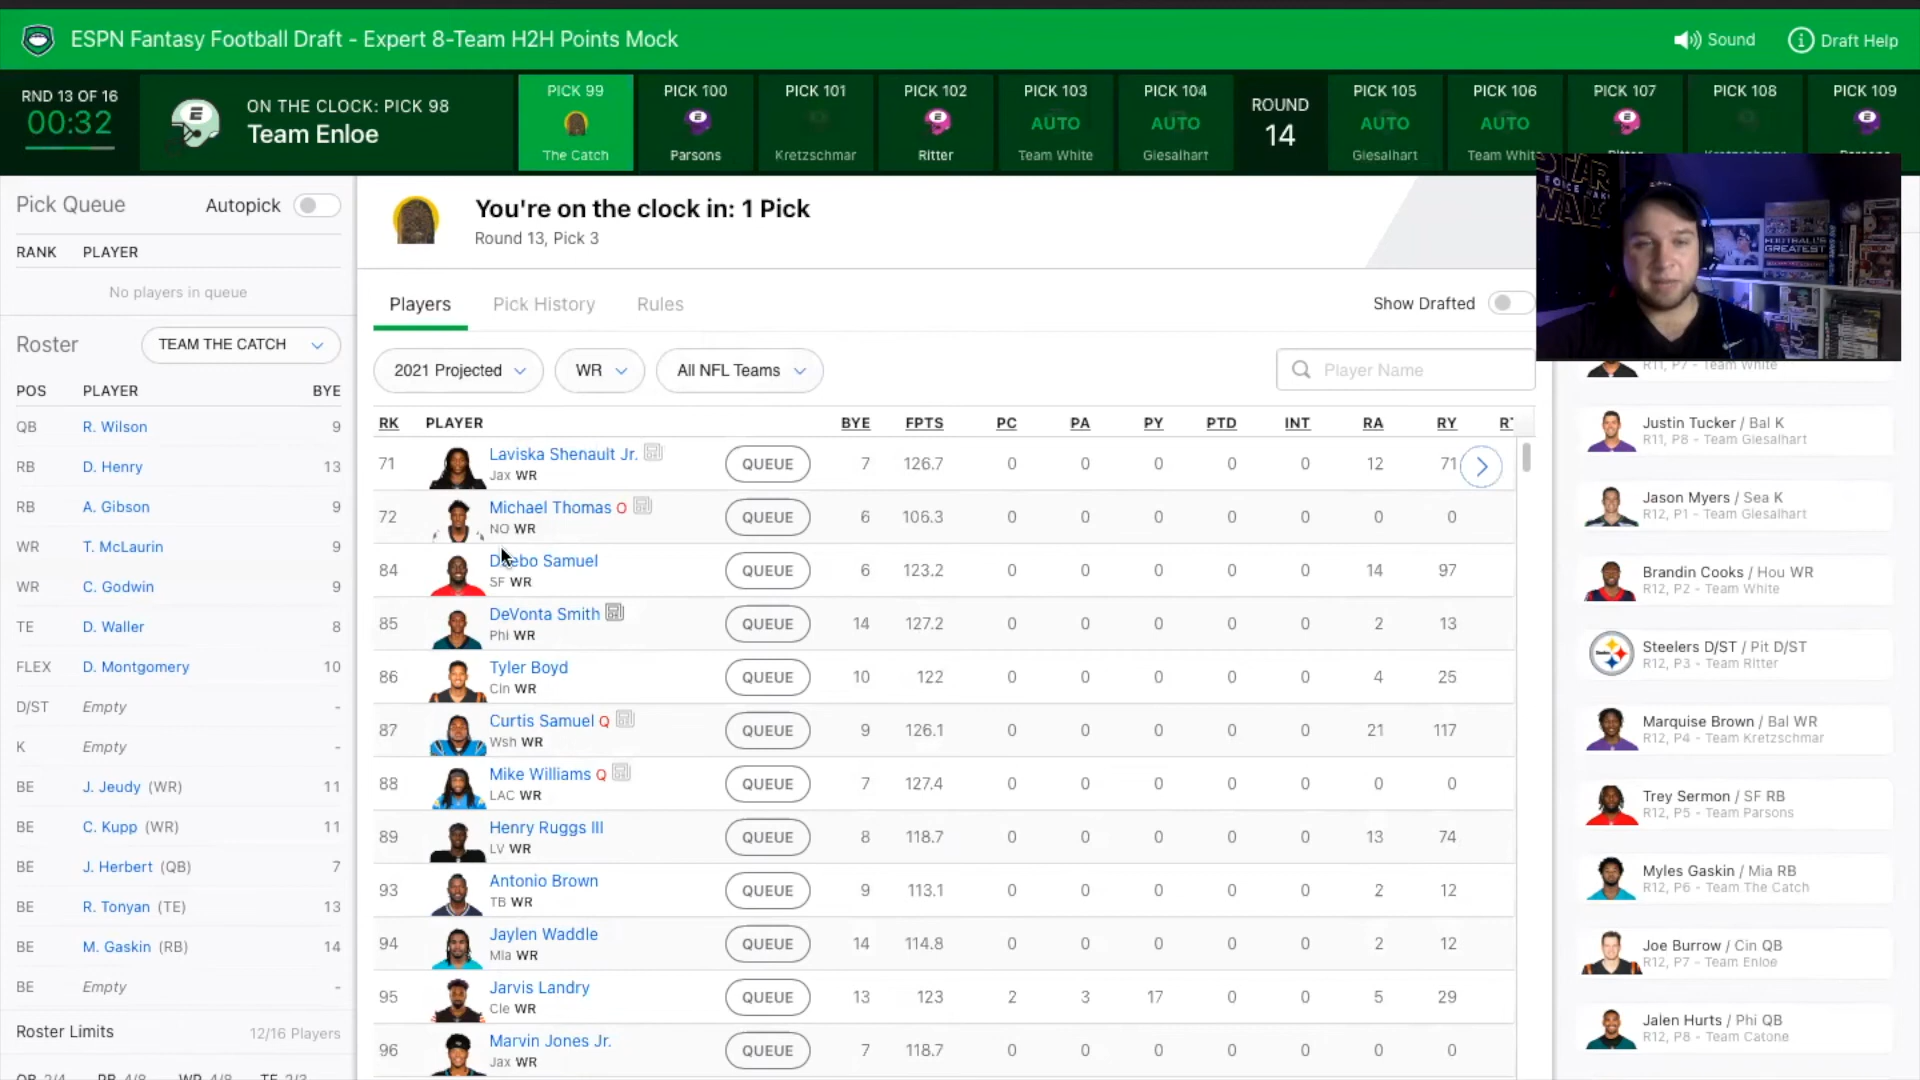 ESPN Fantasy Football Draft - Expert 8-Team H2H Points Mock
Sound
Draft Help
RND 13 OF 16
00:32
ON THE CLOCK: PICK 98
Team Enloe
PICK 99
The Catch
PICK 100
Parsons
PICK 101
Kretzschmar
PICK 102
Ritter
PICK 103
AUTO
Team White
PICK 104
AUTO
Giesalhart
ROUND
14
PICK 105
AUTO
Giesalhart
PICK 106
AUTO
PICK 107
PICK 108
PICK 109
Pick Queue
Autopick
RANK PLAYER
No players in queue
Roster
TEAM THE CATCH
POS PLAYER BYE
QB R. Wilson 9
RB D. Henry 13
RB A. Gibson 9
WR T. McLaurin 9
WR C. Godwin 9
TE D. Waller 8
FLEX D. Montgomery 10
D/ST Empty -
K Empty -
BE J. Jeudy (WR) 11
BE C. Kupp (WR) 11
BE J. Herbert (QB) 7
BE R. Tonyan (TE) 13
BE M. Gaskin (RB) 14
BE Empty -
Roster Limits 12/16 Players
You're on the clock in: 1 Pick
Round 13, Pick 3
Players
Pick History
Rules
Show Drafted
2021 Projected
WR
All NFL Teams
Player Name
RK PLAYER BYE FPTS PC PA PY PTD INT RA RY
71 Laviska Shenault Jr. QUEUE 7 126.7 0 0 0 0 0 12 71
Jax WR
72 Michael Thomas O QUEUE 6 106.3 0 0 0 0 0 0 0
NO WR
84 Samuel QUEUE 6 123.2 0 0 0 0 0 14 97
SF WR
85 DeVonta Smith QUEUE 14 127.2 0 0 0 0 0 2 13
Phi WR
86 Tyler Boyd QUEUE 10 122 0 0 0 0 0 4 25
Cin WR
87 Curtis Samuel Q QUEUE 9 126.1 0 0 0 0 0 21 117
Wsh WR
88 Mike Williams Q QUEUE 7 127.4 0 0 0 0 0 0 0
LAC WR
89 Henry Ruggs III QUEUE 8 118.7 0 0 0 0 0 13 74
LV WR
93 Antonio Brown QUEUE 9 113.1 0 0 0 0 0 2 12
TB WR
94 Jaylen Waddle QUEUE 14 114.8 0 0 0 0 0 2 12
Mia WR
95 Jarvis Landry QUEUE 13 123 2 3 17 0 0 5 29
Cle WR
96 Marvin Jones Jr. QUEUE 7 118.7 0 0 0 0 0 0 0
Jax WR
STAR
FORCE
WA
FOOTBALL'S
GREATEST
R11, P7 - Team White
Justin Tucker / Bal K
R11, P8 - Team Giesalhart
Jason Myers / Sea K
R12, P1 - Team Giesalhart
Brandin Cooks / Hou WR
R12, P2 - Team White
Steelers D/ST / Pit D/ST
R12, P3 - Team Ritter
Marquise Brown / Bal WR
R12, P4 - Team Kretzschmar
Trey Sermon / SF RB
R12, P5 - Team Parsons
Myles Gaskin / Mia RB
R12, P6 - Team The Catch
Joe Burrow / Cin QB
R12, P7 - Team Enloe
Jalen Hurts / Phi QB
R12, P8 - Team Catone